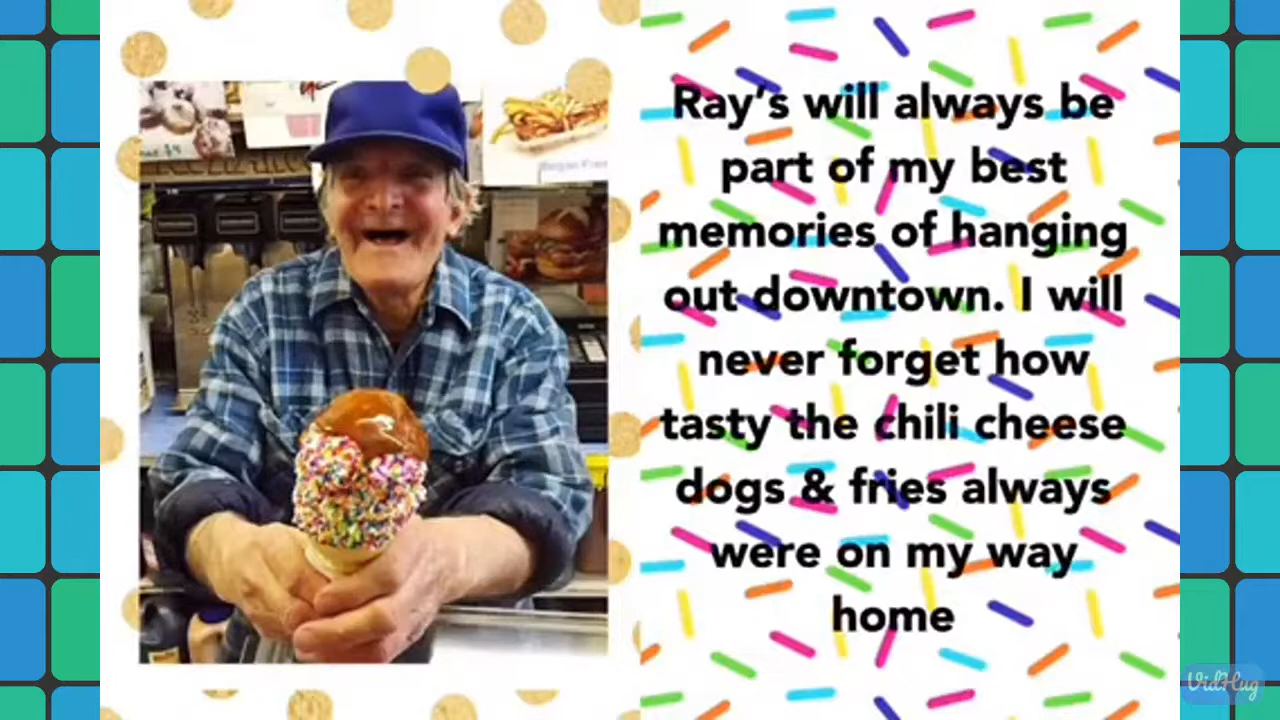 Ray's will always be
part of my best
memories of hanging
out downtown. I will
never forget how
tasty the chili cheese
dogs & fries always
were on my way
home
VidHug